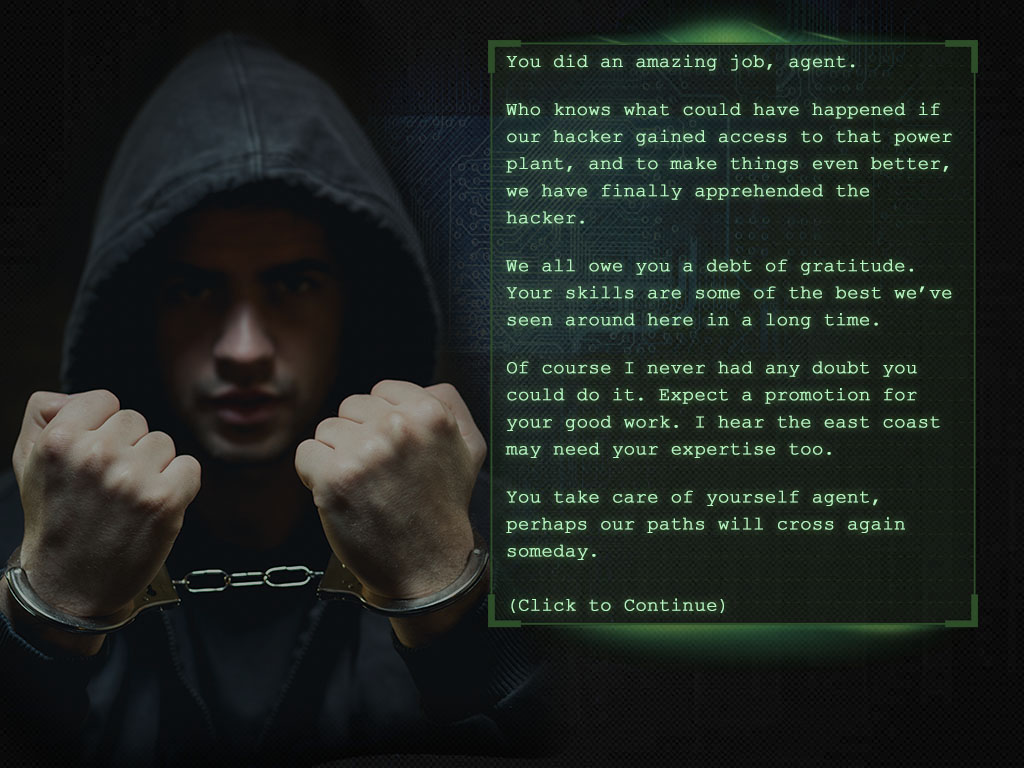 You did an amazing job, agent.
Who knows what could have happened if
our hacker gained access to that power
plant, and to make things even better,
we have finally apprehended the
hacker.
We all owe you a debt of gratitude.
Your skills are some of the best we’ve
seen around here in a long time.
Of course I never had any doubt you
could do it. Expect a promotion for
your good work. I hear the east coast
may need your expertise too.
You take care of yourself agent,
perhaps our paths will cross again
someday.
(Click to Continue)